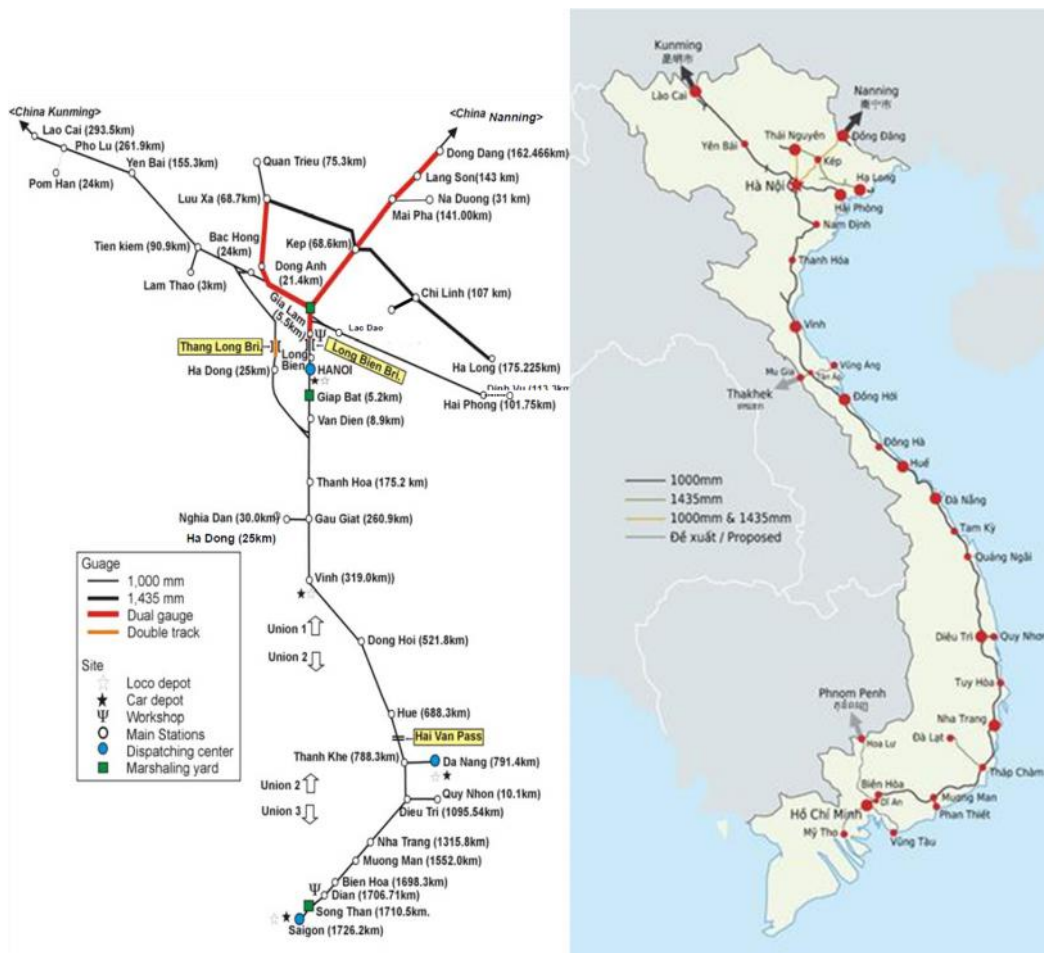 <China Kunming>
Lao Cai (293.5km)
Pho Lu (261.9km)
Yen Bai (155.3km)
Pom Han (24km)
Quan Trieu (75.3km)
Luu Xa (68.7km)
<China Nanning>
Dong Dang (162.466km)
Lang Son(143 km)
Na Duong (31 km)
Mai Pha (141.00km)
Tien kiem (90.9km)
Bac Hong
(24km)
Kep (68.6km)
Lam Thao (3km)
Dong Anh
(21.4km)
Chi Linh (107 km)
Gia Lam
(5.5km)
Lac Dao
Thang Long Bri.
Ψ
Long
Bien
Long Bien Bri.
Ha Long (175.225km)
Ha Dong (25km)
HANOI
Dinh Vu (113.3km)
Giap Bat (5.2km)
Hai Phong (101.75km)
Van Dien (8.9km)
Thanh Hoa (175.2 km)
Nghia Dan (30.0km)
Gau Giat (260.9km)
Ha Dong (25km)
Vinh (319.0km))
Union 1
Dong Hoi (521.8km)
Union 2
Hue (688.3km)
Hai Van Pass
Thanh Khe (788.3km)
Da Nang (791.4km)
Union 2
Quy Nhon (10.1km)
Union 3
Dieu Tri (1095.54km)
Nha Trang (1315.8km)
Muong Man (1552.0km)
Ψ
Bien Hoa (1698.3km)
Dian (1706.71km)
Song Than (1710.5km.
Saigon (1726.2km)
Guage
1,000 mm
1,435 mm
Dual gauge
Double track
Site
Loco depot
Car depot
Ψ Workshop
Main Stations
Dispatching center
Marshaling yard
Kunming
昆明市
Lào Cai
Nanning
南宁市
Yên Bái
Thái Nguyên
Đồng Đăng
Kép
Hà Nội
Hạ Long
Hải Phòng
Nam Định
Thanh Hóa
Vinh
Vũng Áng
Mu Gia
Tân Ấp
Thakhek
Đồng Hới
Đông Hà
Huế
Đà Nẵng
Tam Kỳ
Quảng Ngãi
1000mm
1435mm
1000mm & 1435mm
Đề xuất / Proposed
Diêu Trì
Quy Nhơn
Tuy Hòa
Phnom Penh
Nha Trang
Hoa Lư
Đà Lạt
Tháp Chàm
Biên Hòa
Mương Man
Dĩ An
Phan Thiết
Hồ Chí Minh
Mỹ Tho
Vũng Tàu